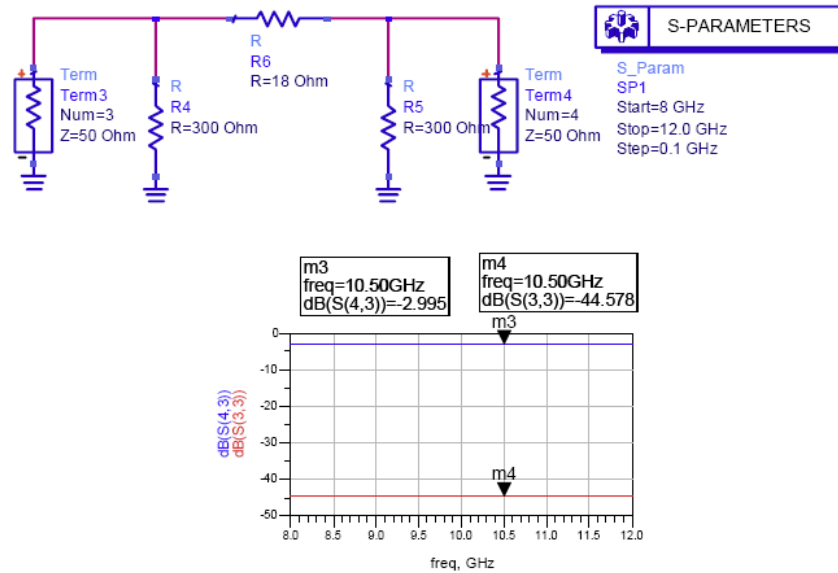 R
R6
R=18 Ohm
S-PARAMETERS
+
Term
Term3
Num=3
Z=50 Ohm
-
R
R4
R=300 Ohm
R
R5
R=300 Ohm
+
Term
Term4
Num=4
Z=50 Ohm
-
S_Param
SP1
Start=8 GHz
Stop=12.0 GHz
Step=0.1 GHz
m3
freq=10.50GHz
dB(S(4,3))=-2.995
m4
freq=10.50GHz
dB(S(3,3))=-44.578
m3
m4
dB(S(4,3))
dB(S(3,3))
0
-10
-20
-30
-40
-50
8.0 8.5 9.0 9.5 10.0 10.5 11.0 11.5 12.0
freq, GHz